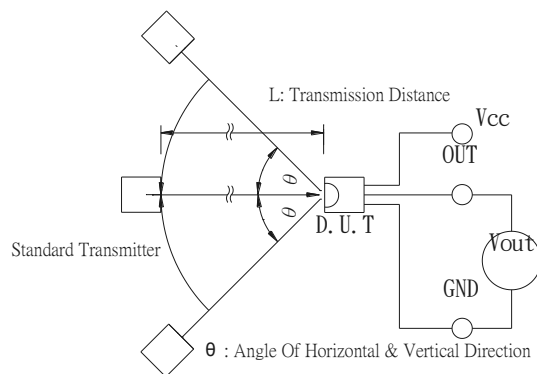 L: Transmission Distance
Vcc
OUT
θ
θ
D.U.T
Standard Transmitter
Vout
GND
θ : Angle Of Horizontal & Vertical Direction